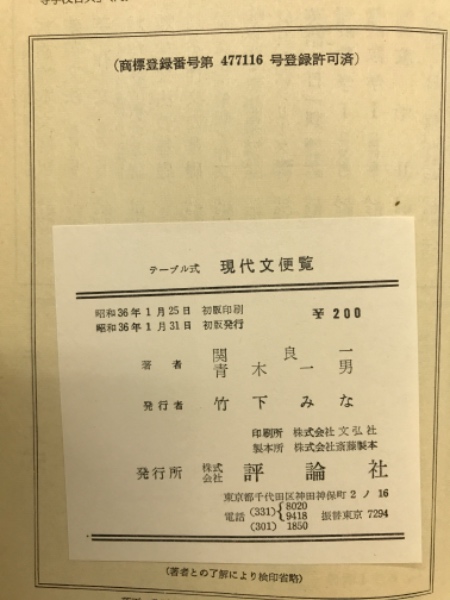 (商標登録番号第 477116 号登録許可済)
テーブル式 現代文便覧
昭和36年1月25日 初版印刷
昭和36年1月31日 初版発行
¥200
著者 関良一
青木一男
発行者 竹下みな
印刷所 株式会社 文弘社
製本所 株式会社斎藤製本
発行所 株式会社 評論社
東京都千代田区神田神保町2ノ16
電話 (331) { 8020
9418 振替東京 7294
(301) 1850
(著者との了解により検印省略)